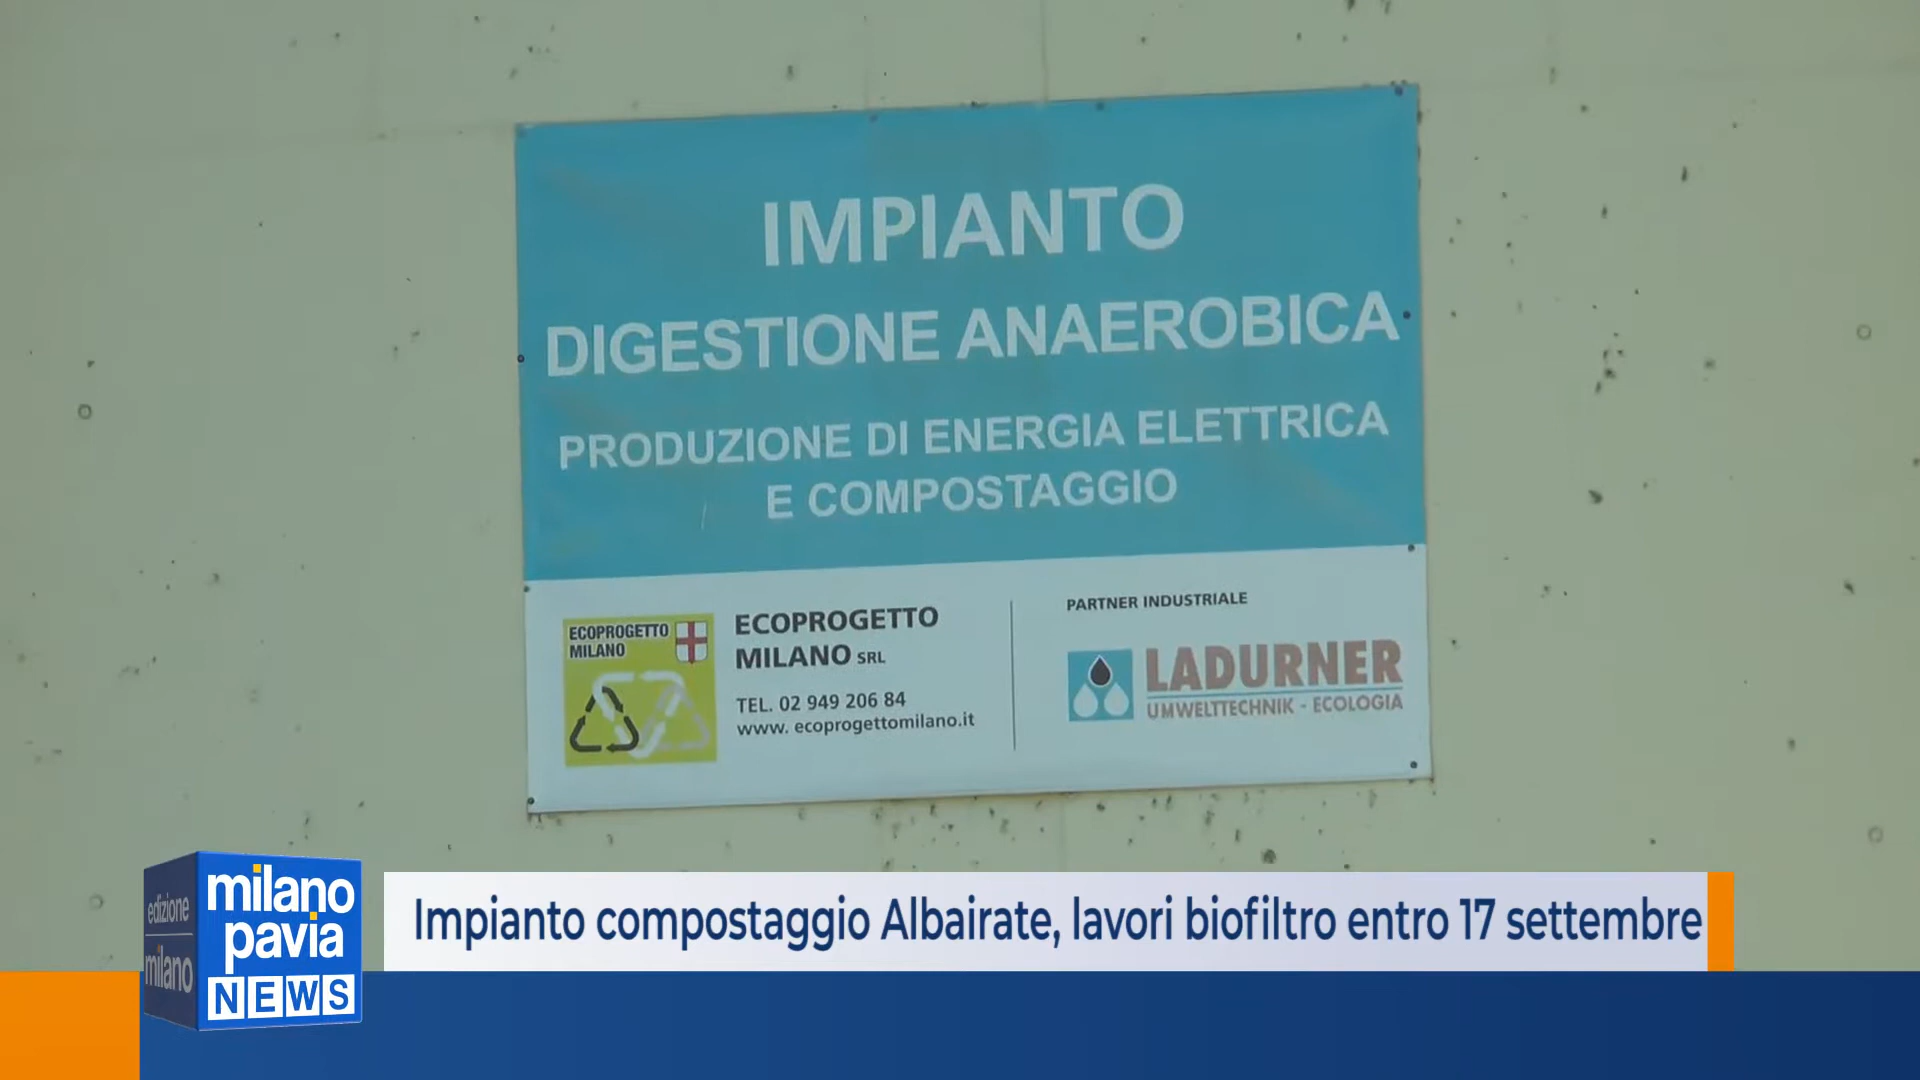 IMPIANTO
DIGESTIONE ANAEROBICA
PRODUZIONE DI ENERGIA ELETTRICA
E COMPOSTAGGIO
ECOPROGETTO
MILANO
ECOPROGETTO
MILANO SRL
TEL. 02 949 206 84
www. ecoprogettomilano.it
PARTNER INDUSTRIALE
LADURNER
UMWELTTECHNIK - ECOLOGIA
edizione
milano
milano
pavia
NEWS
Impianto compostaggio Albairate, lavori biofiltro entro 17 settembre